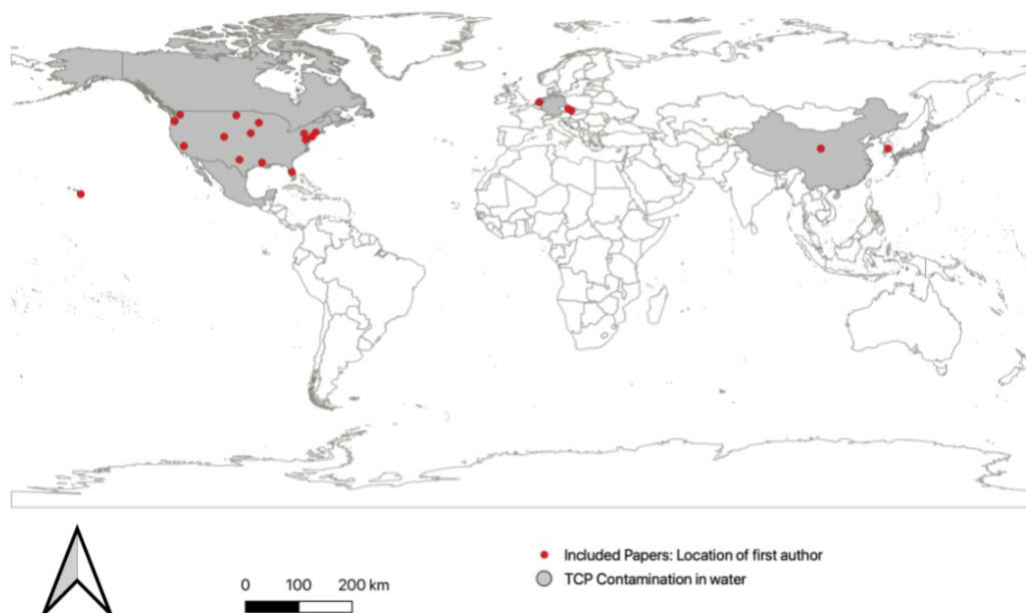 Included Papers: Location of first author
TCP Contamination in water
0 100 200 km